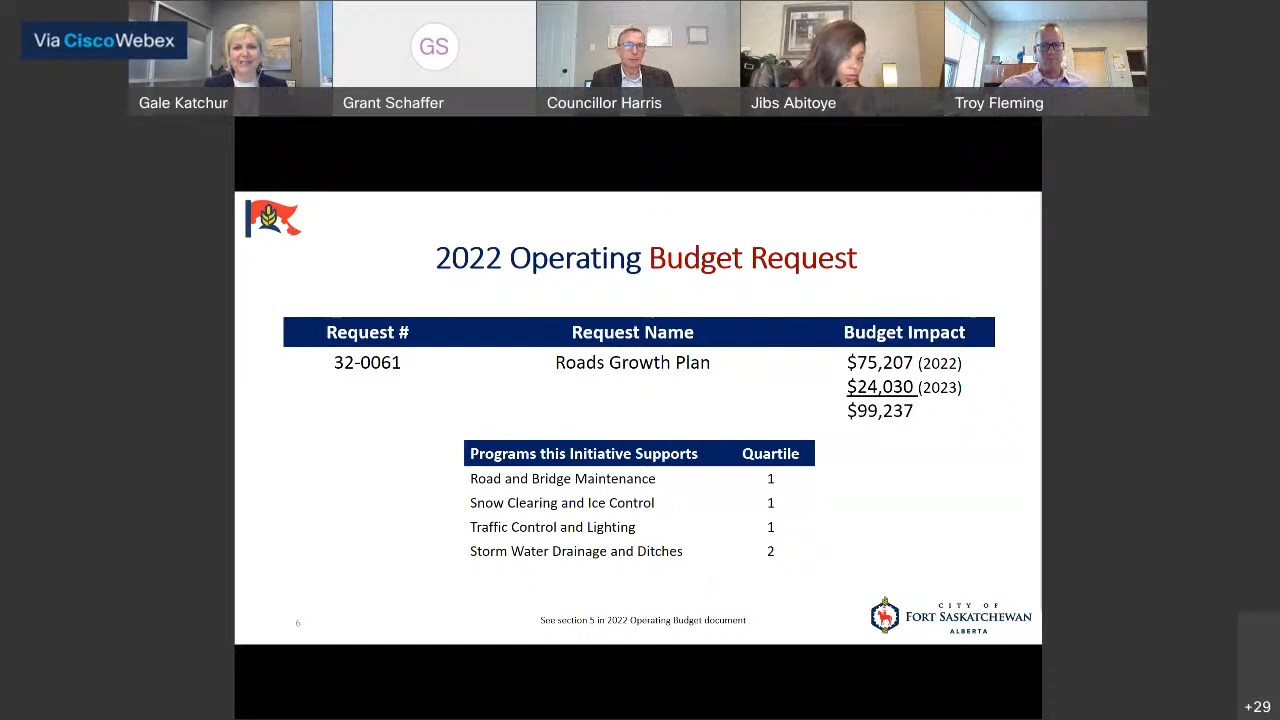 Via CiscoWebex
GS
Gale Katchur
Grant Schaffer
Councillor Harris
Jibs Abitoye
Troy Fleming
2022 Operating Budget Request
Request # Request Name Budget Impact
32-0061 Roads Growth Plan $75,207 (2022)
$24,030 (2023)
$99,237
Programs this Initiative Supports Quartile
Road and Bridge Maintenance 1
Snow Clearing and Ice Control 1
Traffic Control and Lighting 1
Storm Water Drainage and Ditches 2
6
See section 5 in 2022 Operating Budget document
CITY OF
FORT SASKATCHEWAN
ALBERTA
+29